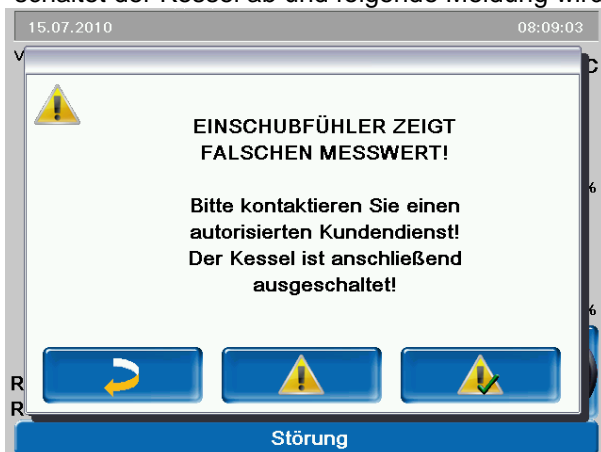 schaltet der Kessel ab und folgende Meldung wird
15.07.2010 08:09:03
V
C
EINSCHUBFÜHLER ZEIGT
FALSCHEN MESSWERT!
Bitte kontaktieren Sie einen
autorisierten Kundendienst!
Der Kessel ist anschließend
ausgeschaltet!
%
%
R
R
Störung